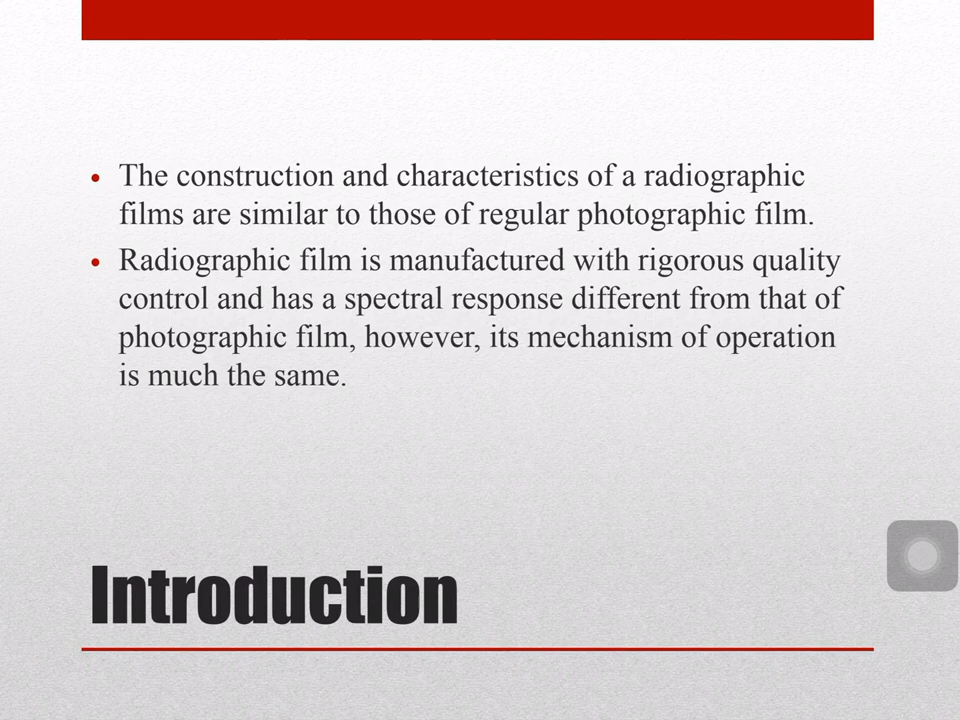 • The construction and characteristics of a radiographic
films are similar to those of regular photographic film.
• Radiographic film is manufactured with rigorous quality
control and has a spectral response different from that of
photographic film, however, its mechanism of operation
is much the same.
Introduction